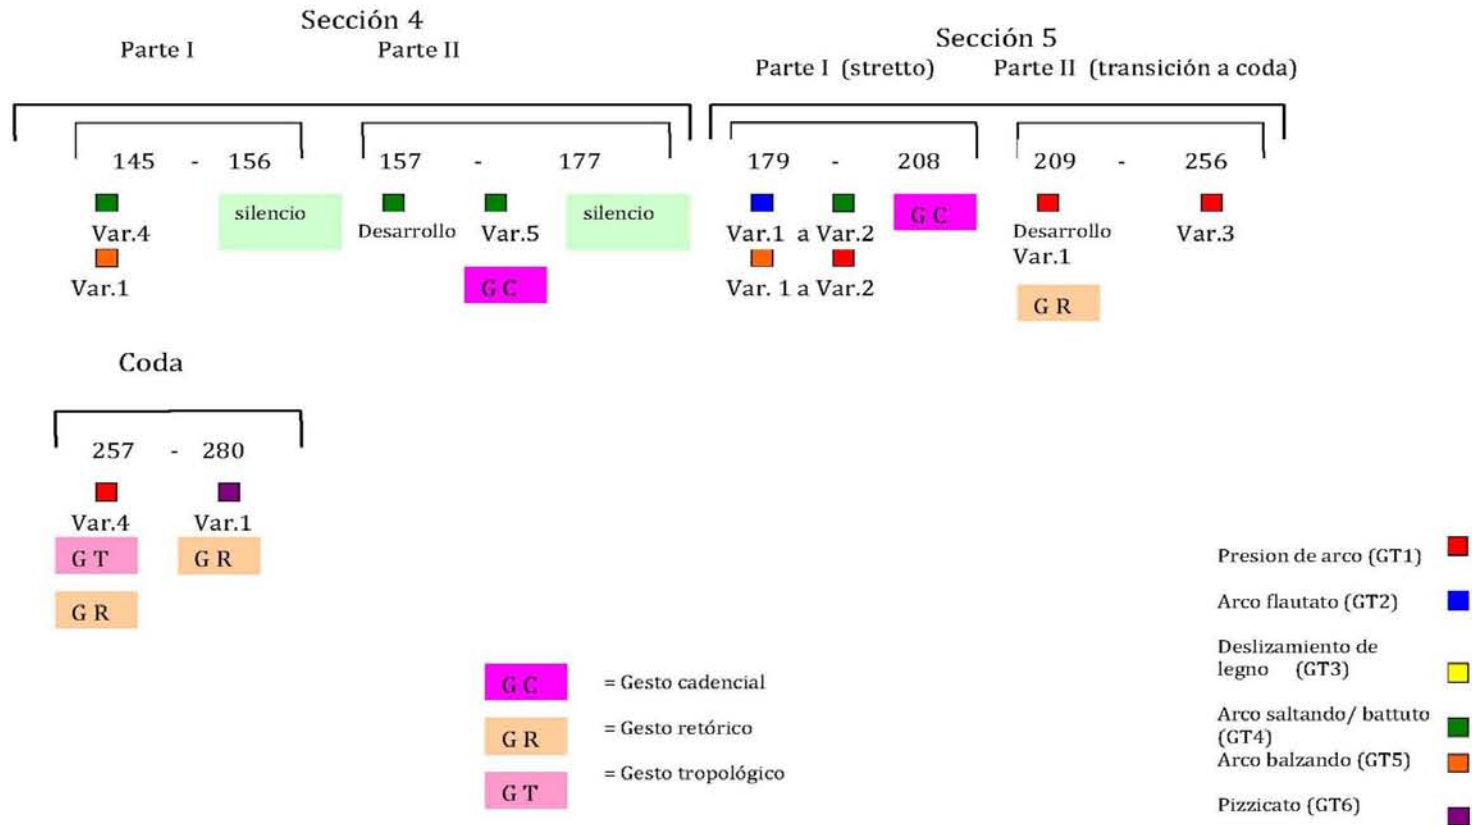 Sección 4
Parte I
Parte II
145 - 156
157 - 177
Var.4
silencio
Desarrollo
Var.5
silencio
Var.1
G C
Sección 5
Parte I (stretto)
Parte II (transición a coda)
179 - 208
209 - 256
Var.1 a Var.2
G C
Desarrollo
Var.1
Var.3
Var. 1 a Var.2
G R
Coda
257 - 280
Var.4
Var.1
G T
G R
G R
G C = Gesto cadencial
G R = Gesto retórico
G T = Gesto tropológico
Presion de arco (GT1)
Arco flautato (GT2)
Deslizamiento de
legno (GT3)
Arco saltando/ battuto
(GT4)
Arco balzando (GT5)
Pizzicato (GT6)